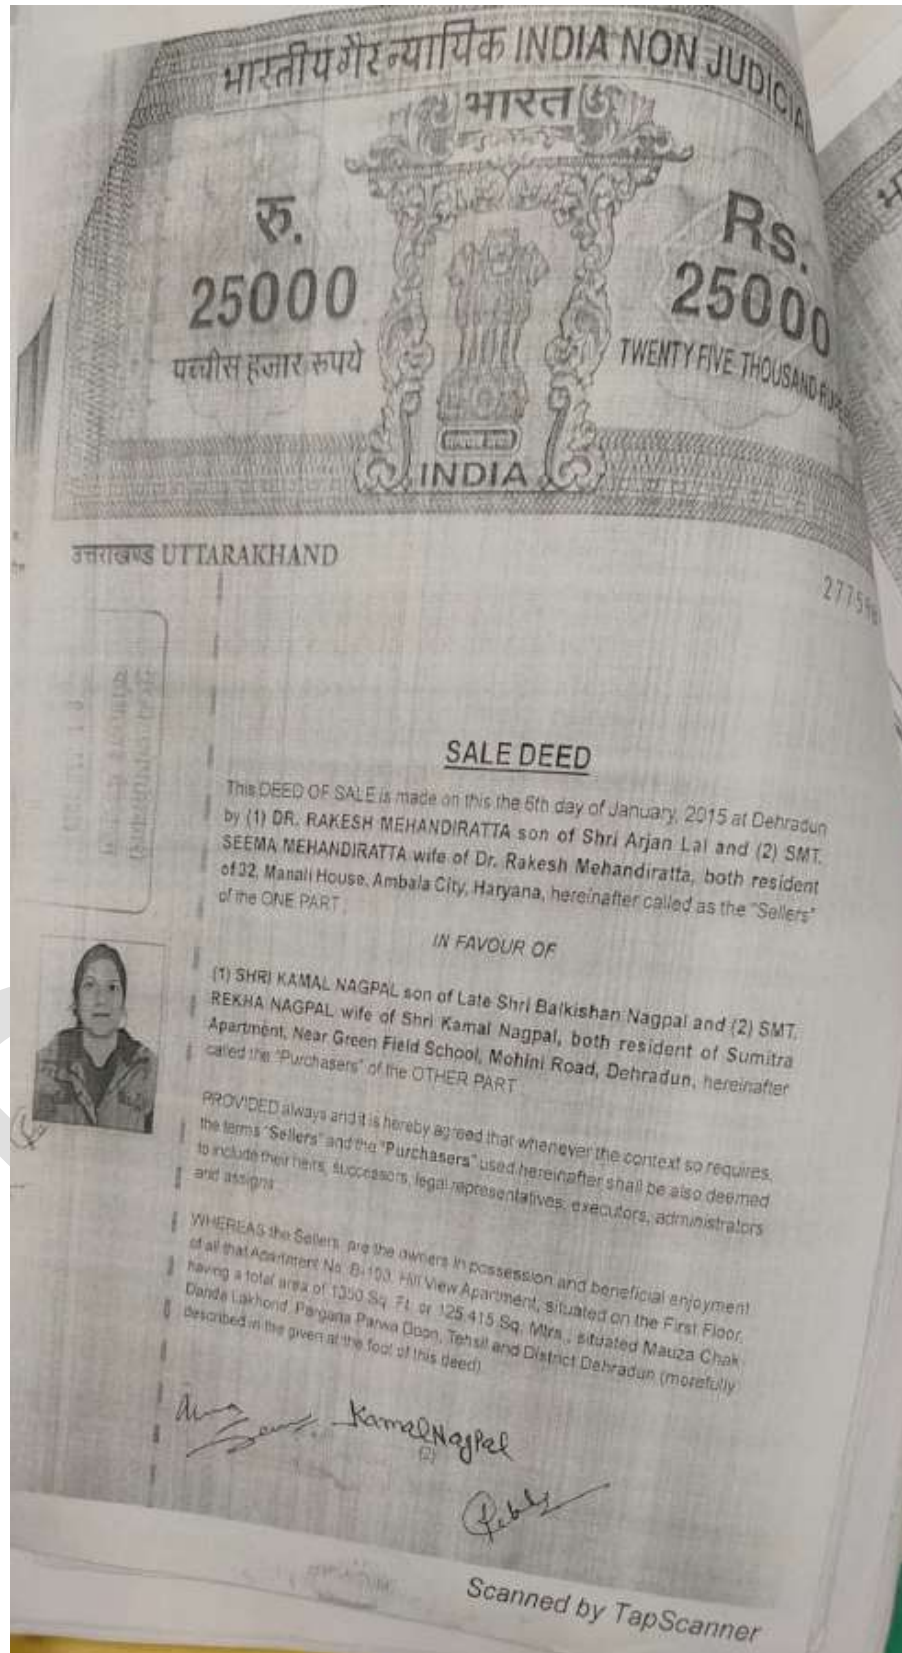 भारतीय गैर न्यायिक INDIA NON JUDICIAL
भारत
रु.
25000
पच्चीस हजार रुपये
Rs.
25000
TWENTY FIVE THOUSAND RUPEES
सत्यमेव जयते
INDIA
उत्तराखण्ड UTTARAKHAND
SALE DEED
This DEED OF SALE is made on this the 6th day of January, 2015 at Dehradun
by (1) DR. RAKESH MEHANDIRATTA son of Shri Arjan Lal and (2) SMT.
SEEMA MEHANDIRATTA wife of Dr. Rakesh Mehandiratta, both resident
of 32, Manali House, Ambala City, Haryana, hereinafter called as the "Sellers"
of the ONE PART
IN FAVOUR OF
(1) SHRI KAMAL NAGPAL son of Late Shri Balkishan Nagpal and (2) SMT.
REKHA NAGPAL wife of Shri Kamal Nagpal, both resident of Sumitra
Apartment, Near Green Field School, Mohini Road, Dehradun, hereinafter
called the "Purchasers" of the OTHER PART
PROVIDED always and it is hereby agreed that whenever the context so requires,
the terms "Sellers" and the "Purchasers" used hereinafter shall be also deemed
to include their heirs, successors, legal representatives, executors, administrators
and assigns
WHEREAS the Sellers are the owners in possession and beneficial enjoyment
of all that Apartment No. B-103, Hill View Apartment, situated on the First Floor,
having a total area of 1350 Sq. Ft. or 125.415 Sq. Mtrs., situated Mauza Chak
Danda Lakhond, Pargana Parwa Doon, Tehsil and District Dehradun (morefully
described in the given at the foot of this deed)
Kamal Nagpal
(2)
Scanned by TapScanner